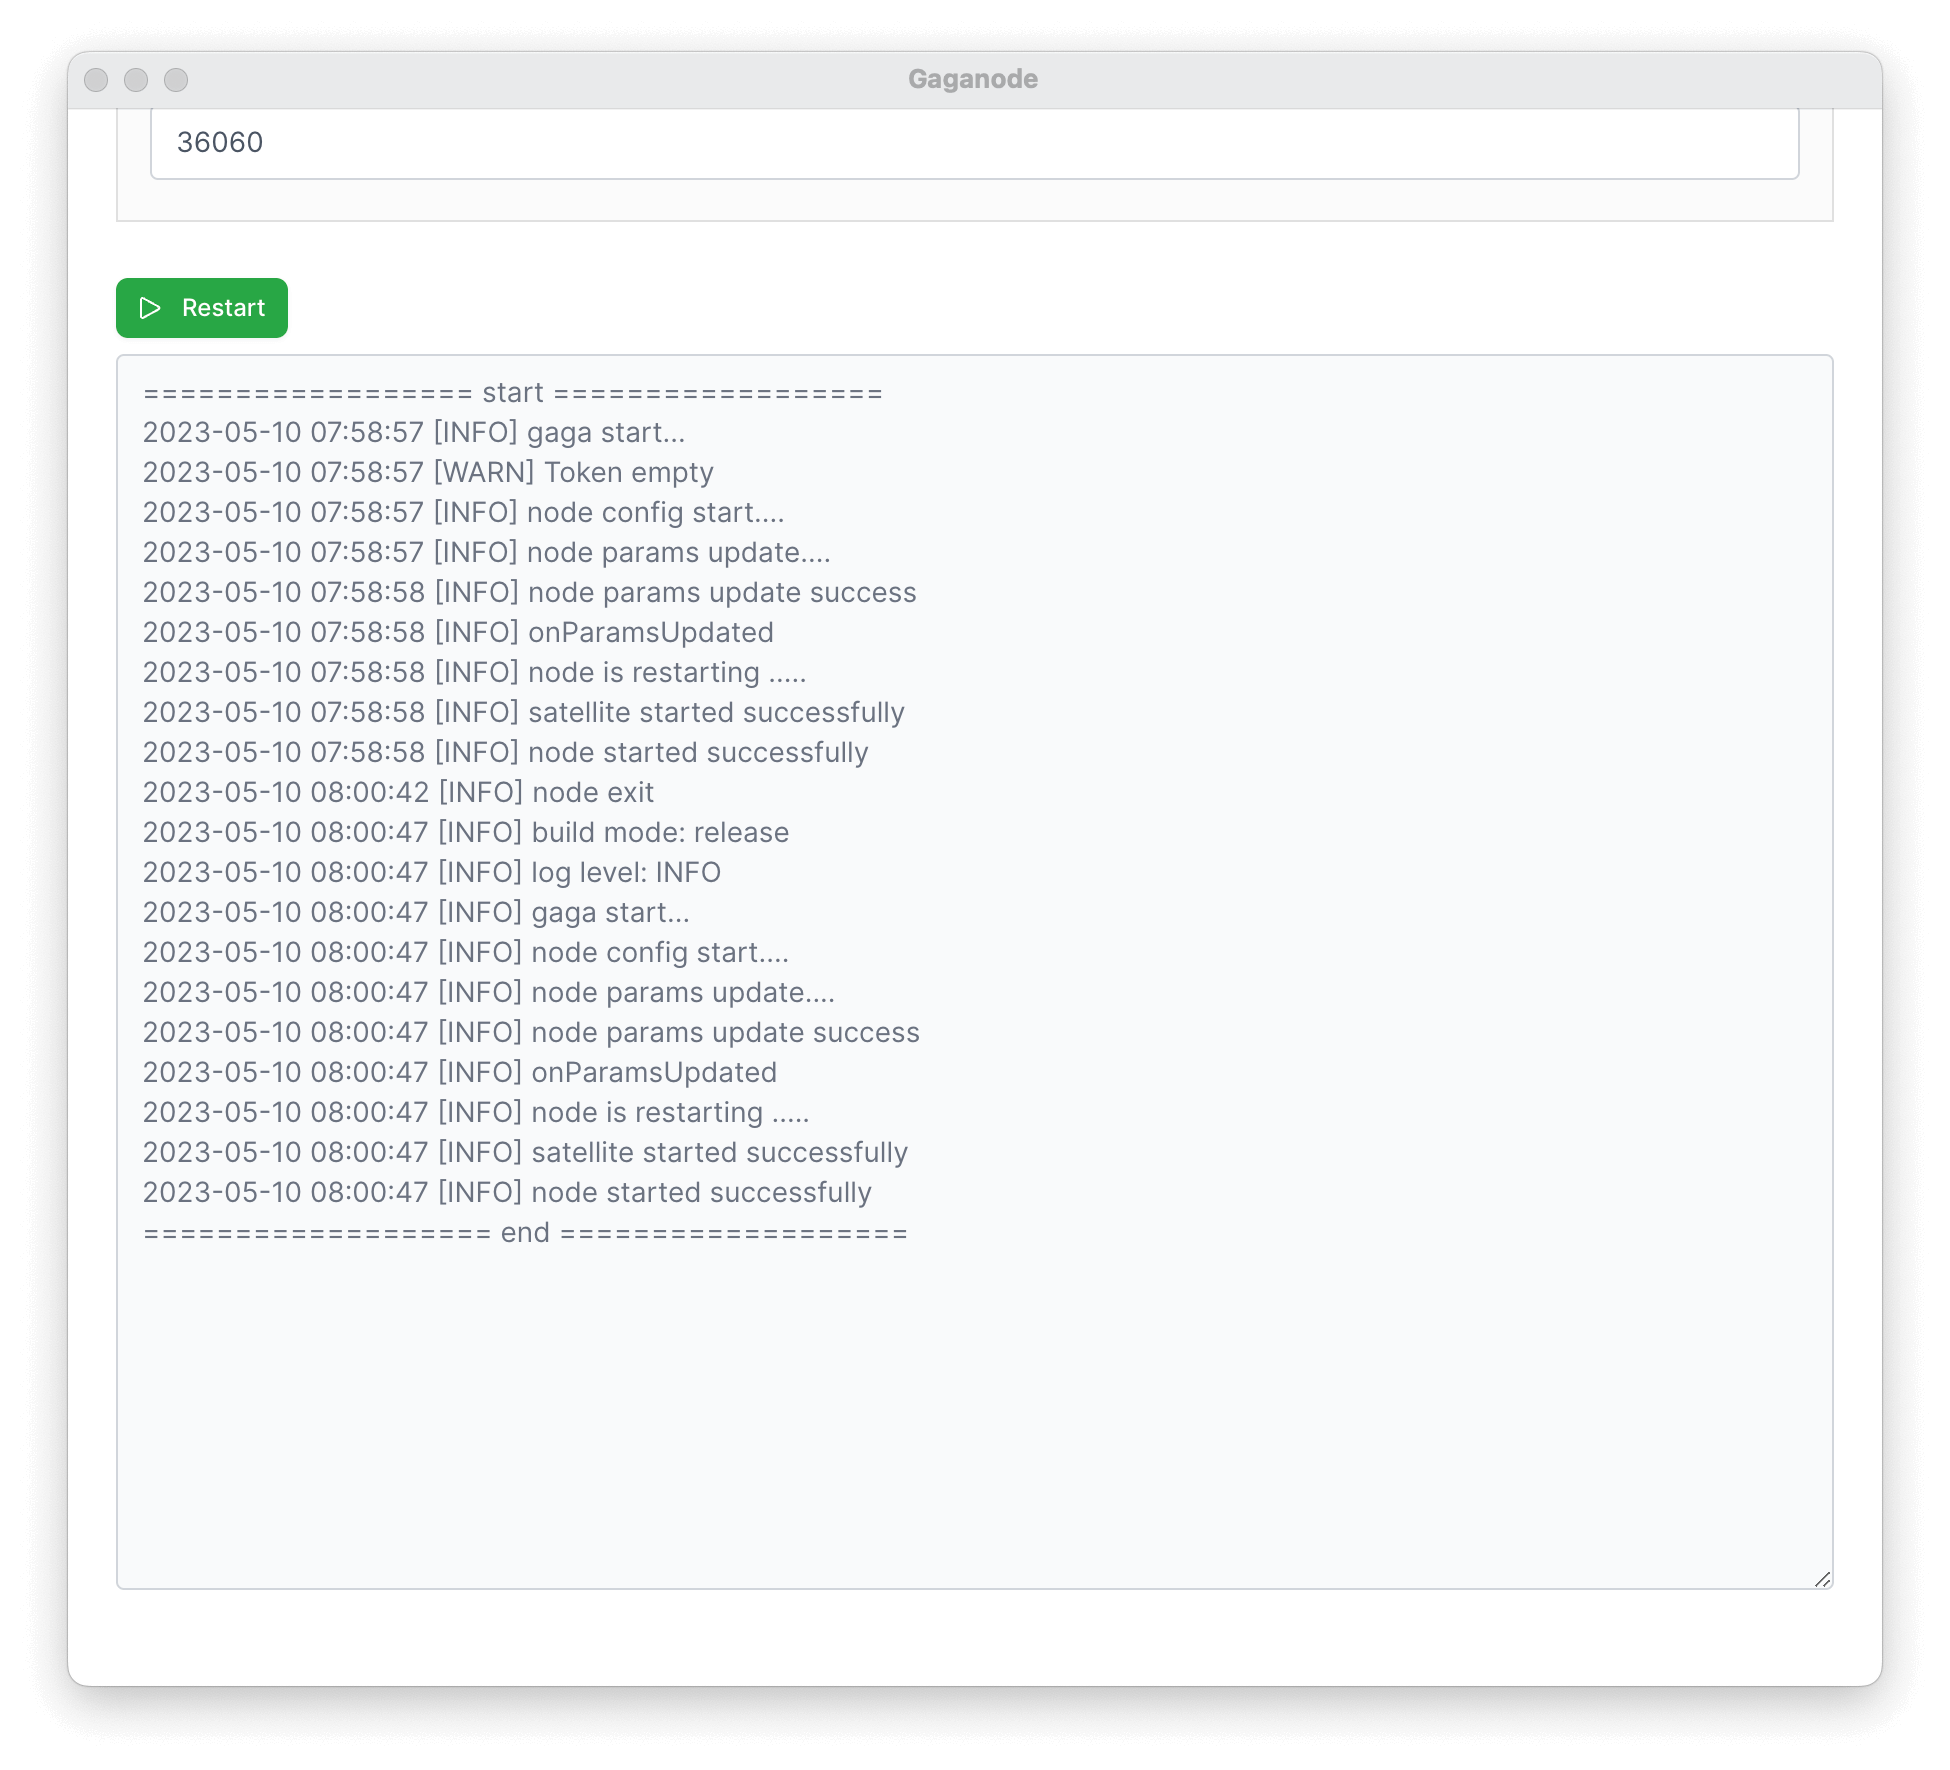 Gaganode
36060
Restart
================== start ==================
2023-05-10 07:58:57 [INFO] gaga start...
2023-05-10 07:58:57 [WARN] Token empty
2023-05-10 07:58:57 [INFO] node config start....
2023-05-10 07:58:57 [INFO] node params update....
2023-05-10 07:58:58 [INFO] node params update success
2023-05-10 07:58:58 [INFO] onParamsUpdated
2023-05-10 07:58:58 [INFO] node is restarting .....
2023-05-10 07:58:58 [INFO] satellite started successfully
2023-05-10 07:58:58 [INFO] node started successfully
2023-05-10 08:00:42 [INFO] node exit
2023-05-10 08:00:47 [INFO] build mode: release
2023-05-10 08:00:47 [INFO] log level: INFO
2023-05-10 08:00:47 [INFO] gaga start...
2023-05-10 08:00:47 [INFO] node config start....
2023-05-10 08:00:47 [INFO] node params update....
2023-05-10 08:00:47 [INFO] node params update success
2023-05-10 08:00:47 [INFO] onParamsUpdated
2023-05-10 08:00:47 [INFO] node is restarting .....
2023-05-10 08:00:47 [INFO] satellite started successfully
2023-05-10 08:00:47 [INFO] node started successfully
=================== end ===================